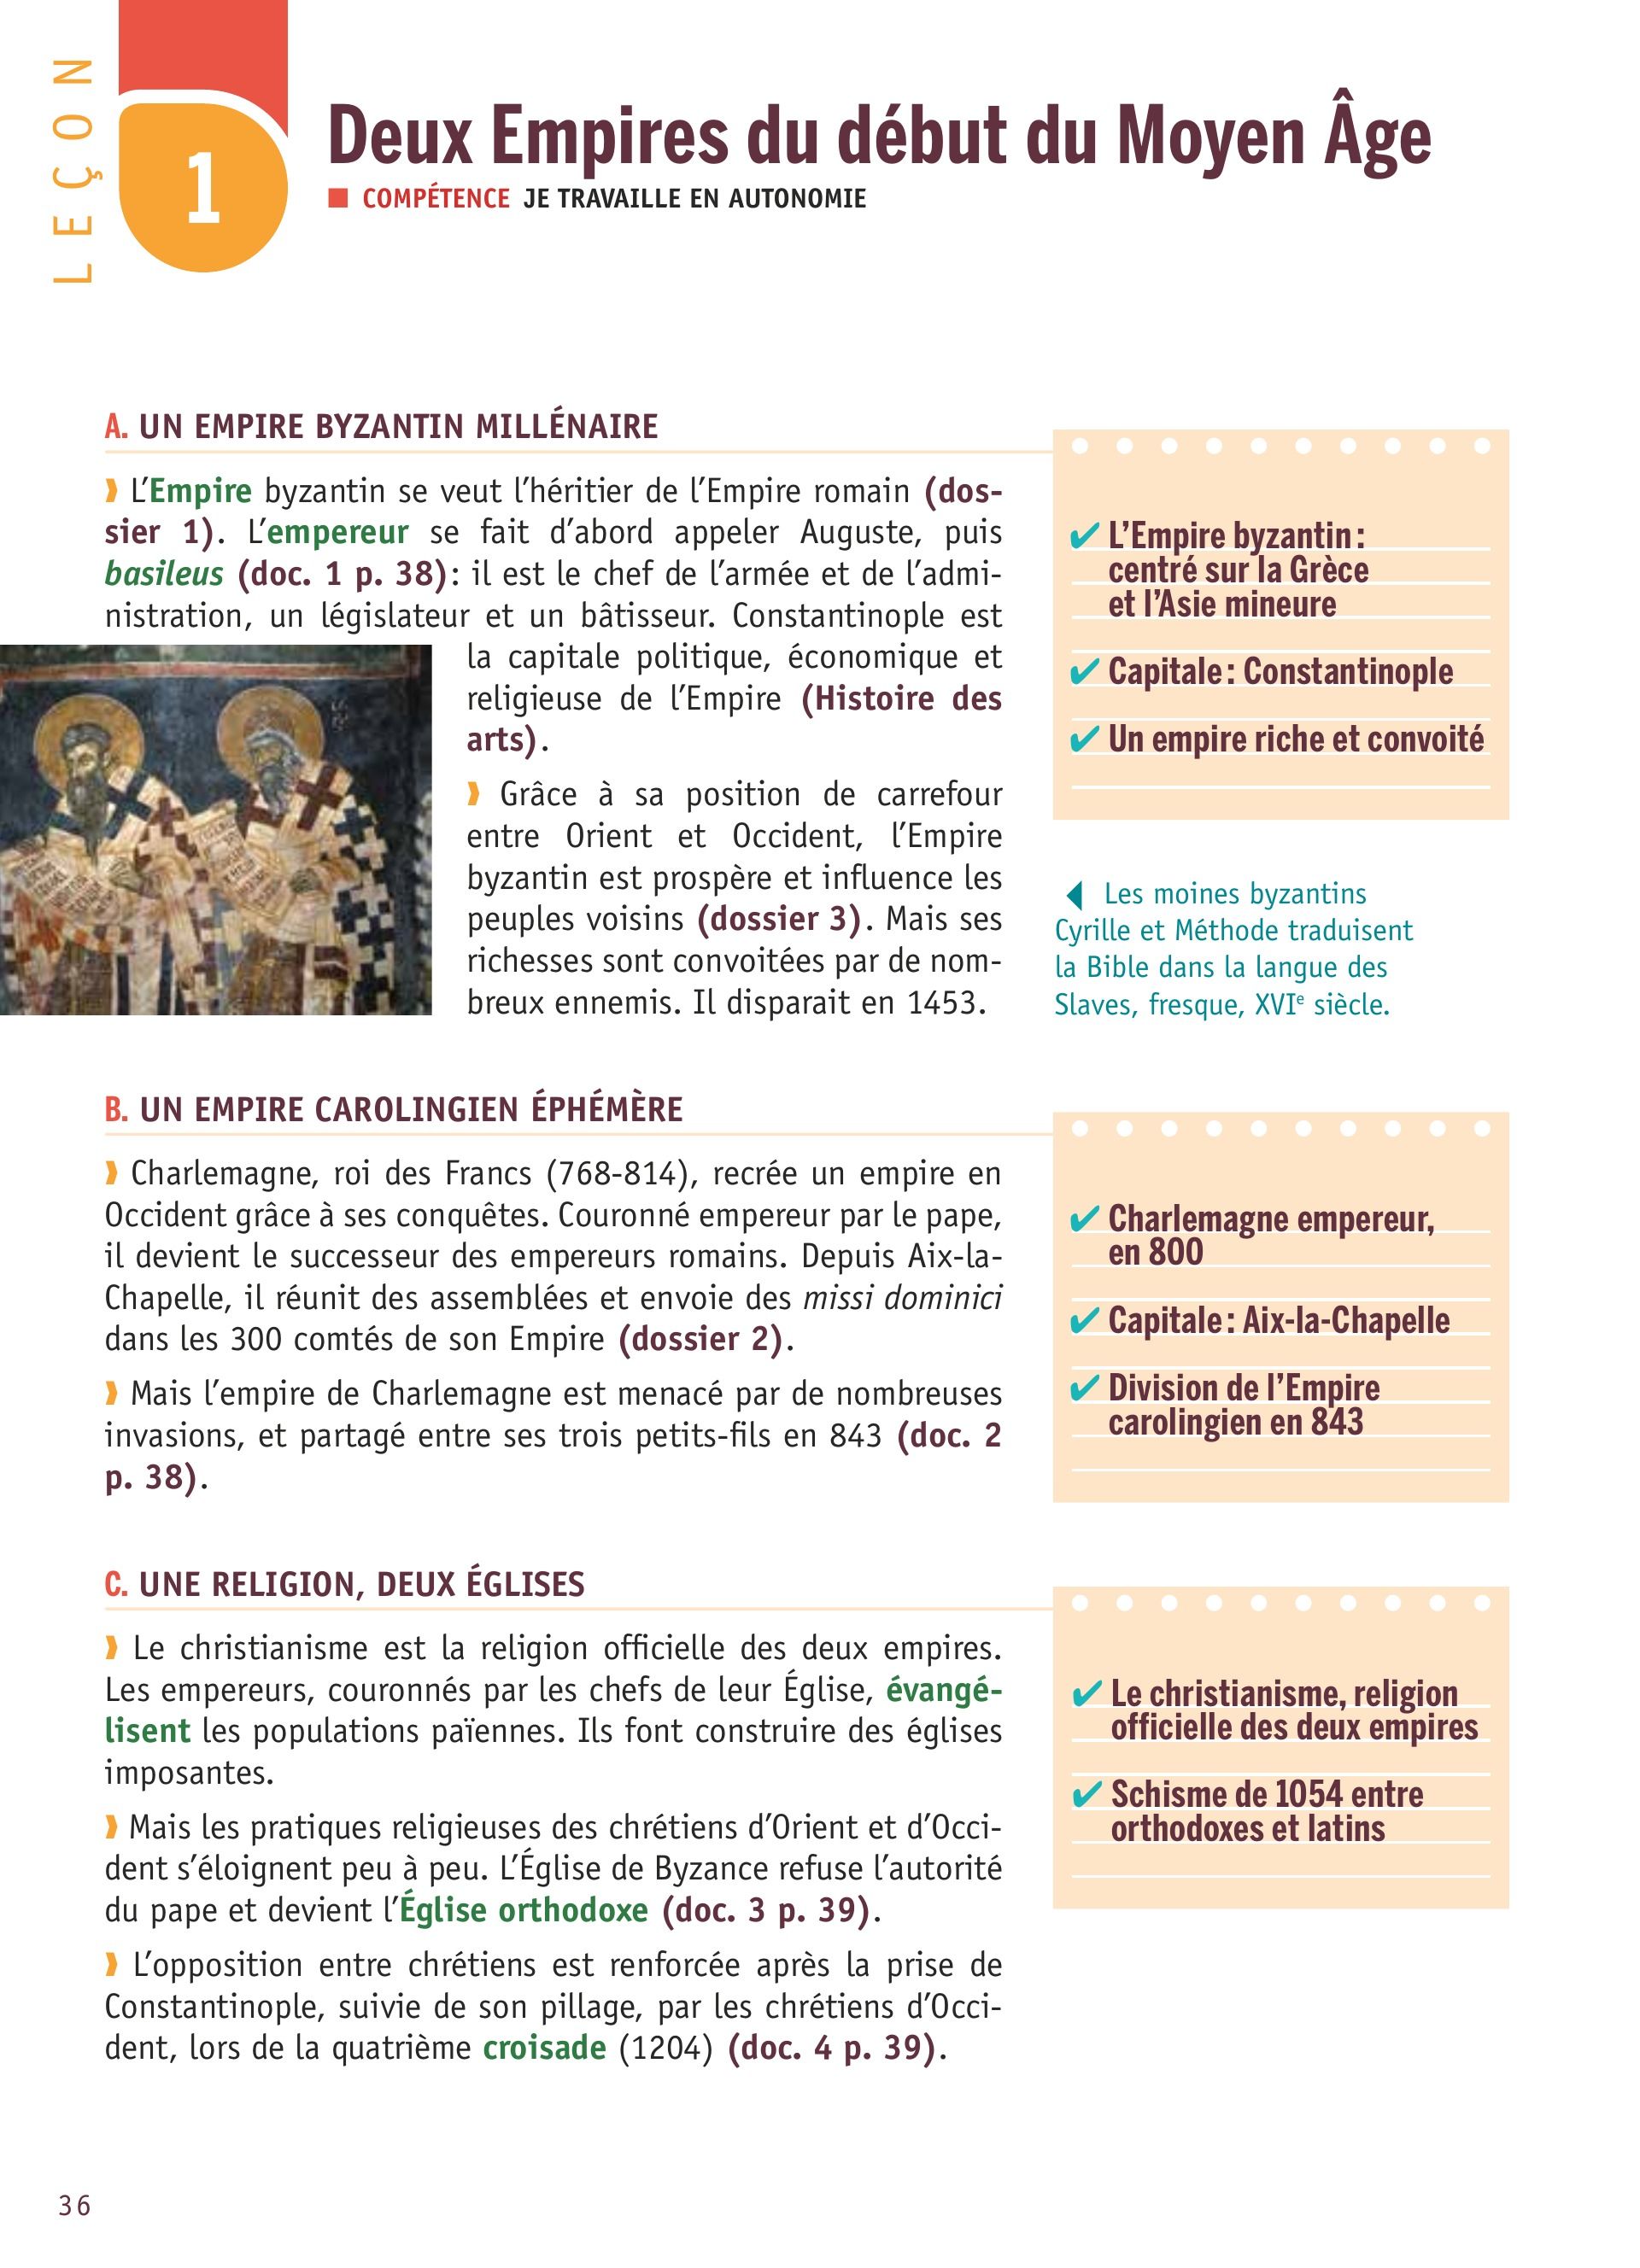 LEÇON
1
Deux Empires du début du Moyen Âge
■ COMPÉTENCE JE TRAVAILLE EN AUTONOMIE
A. UN EMPIRE BYZANTIN MILLÉNAIRE
❱ L’Empire byzantin se veut l’héritier de l’Empire romain (dos-
sier 1). L’empereur se fait d’abord appeler Auguste, puis
basileus (doc. 1 p. 38) : il est le chef de l’armée et de l’admi-
nistration, un législateur et un bâtisseur. Constantinople est
la capitale politique, économique et
religieuse de l’Empire (Histoire des
arts).
❱ Grâce à sa position de carrefour
entre Orient et Occident, l’Empire
byzantin est prospère et influence les
peuples voisins (dossier 3). Mais ses
richesses sont convoitées par de nom-
breux ennemis. Il disparait en 1453.
✔ L’Empire byzantin :
centré sur la Grèce
et l’Asie mineure
✔ Capitale : Constantinople
✔ Un empire riche et convoité
◀ Les moines byzantins
Cyrille et Méthode traduisent
la Bible dans la langue des
Slaves, fresque, XVIe siècle.
B. UN EMPIRE CAROLINGIEN ÉPHÉMÈRE
❱ Charlemagne, roi des Francs (768-814), recrée un empire en
Occident grâce à ses conquêtes. Couronné empereur par le pape,
il devient le successeur des empereurs romains. Depuis Aix-la-
Chapelle, il réunit des assemblées et envoie des missi dominici
dans les 300 comtés de son Empire (dossier 2).
❱ Mais l’empire de Charlemagne est menacé par de nombreuses
invasions, et partagé entre ses trois petits-fils en 843 (doc. 2
p. 38).
✔ Charlemagne empereur,
en 800
✔ Capitale : Aix-la-Chapelle
✔ Division de l’Empire
carolingien en 843
C. UNE RELIGION, DEUX ÉGLISES
❱ Le christianisme est la religion officielle des deux empires.
Les empereurs, couronnés par les chefs de leur Église, évangé-
lisent les populations païennes. Ils font construire des églises
imposantes.
❱ Mais les pratiques religieuses des chrétiens d’Orient et d’Occi-
dent s’éloignent peu à peu. L’Église de Byzance refuse l’autorité
du pape et devient l’Église orthodoxe (doc. 3 p. 39).
❱ L’opposition entre chrétiens est renforcée après la prise de
Constantinople, suivie de son pillage, par les chrétiens d’Occi-
dent, lors de la quatrième croisade (1204) (doc. 4 p. 39).
✔ Le christianisme, religion
officielle des deux empires
✔ Schisme de 1054 entre
orthodoxes et latins
36